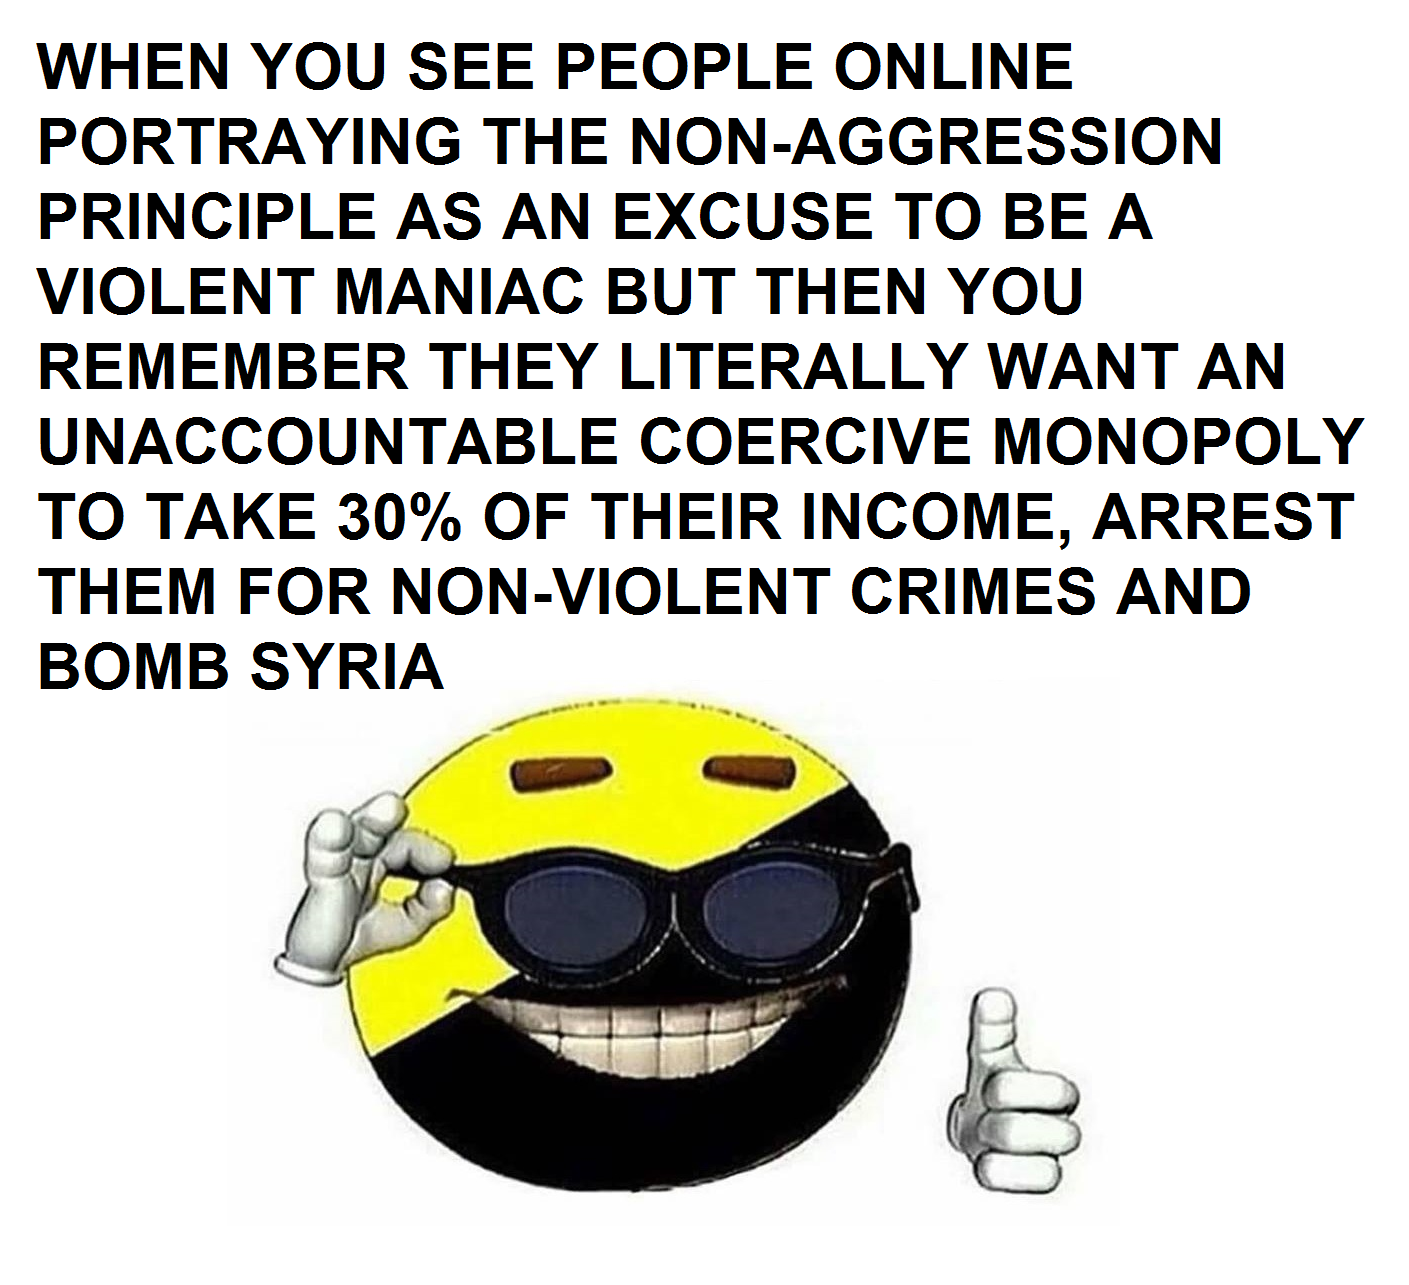 WHEN YOU SEE PEOPLE ONLINE
PORTRAYING THE NON-AGGRESSION
PRINCIPLE AS AN EXCUSE TO BE A
VIOLENT MANIAC BUT THEN YOU
REMEMBER THEY LITERALLY WANT AN
UNACCOUNTABLE COERCIVE MONOPOLY
TO TAKE 30% OF THEIR INCOME, ARREST
THEM FOR NON-VIOLENT CRIMES AND
BOMB SYRIA